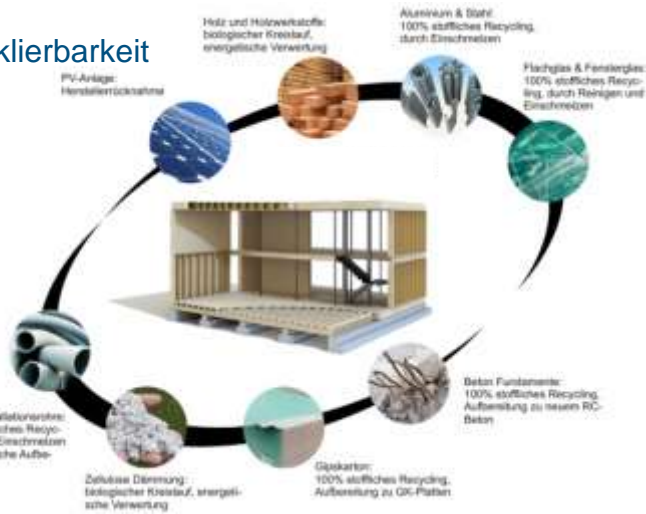 klierbarkeit
Holz und Holzwerkstoffe:
biologischer Kreislauf,
energetische Verwertung
Aluminium & Stahl:
100% stoffliches Recycling,
durch Einschmelzen
PV-Anlage:
Herstellerrücknahme
Flachglas & Fensterglas:
100% stoffliches Recyc-
ling, durch Reinigen und
Einschmelzen
Beton Fundamente:
100% stoffliches Recycling,
Aufbereitung zu neuem RC-
Beton
llationsrohre:
ches Recyc-
Einschmelzen
che Aufbe-
Gipskarton:
100% stoffliches Recycling,
Aufbereitung zu GK-Platten
Zellulose Dämmung:
biologischer Kreislauf, energeti-
sche Verwertung